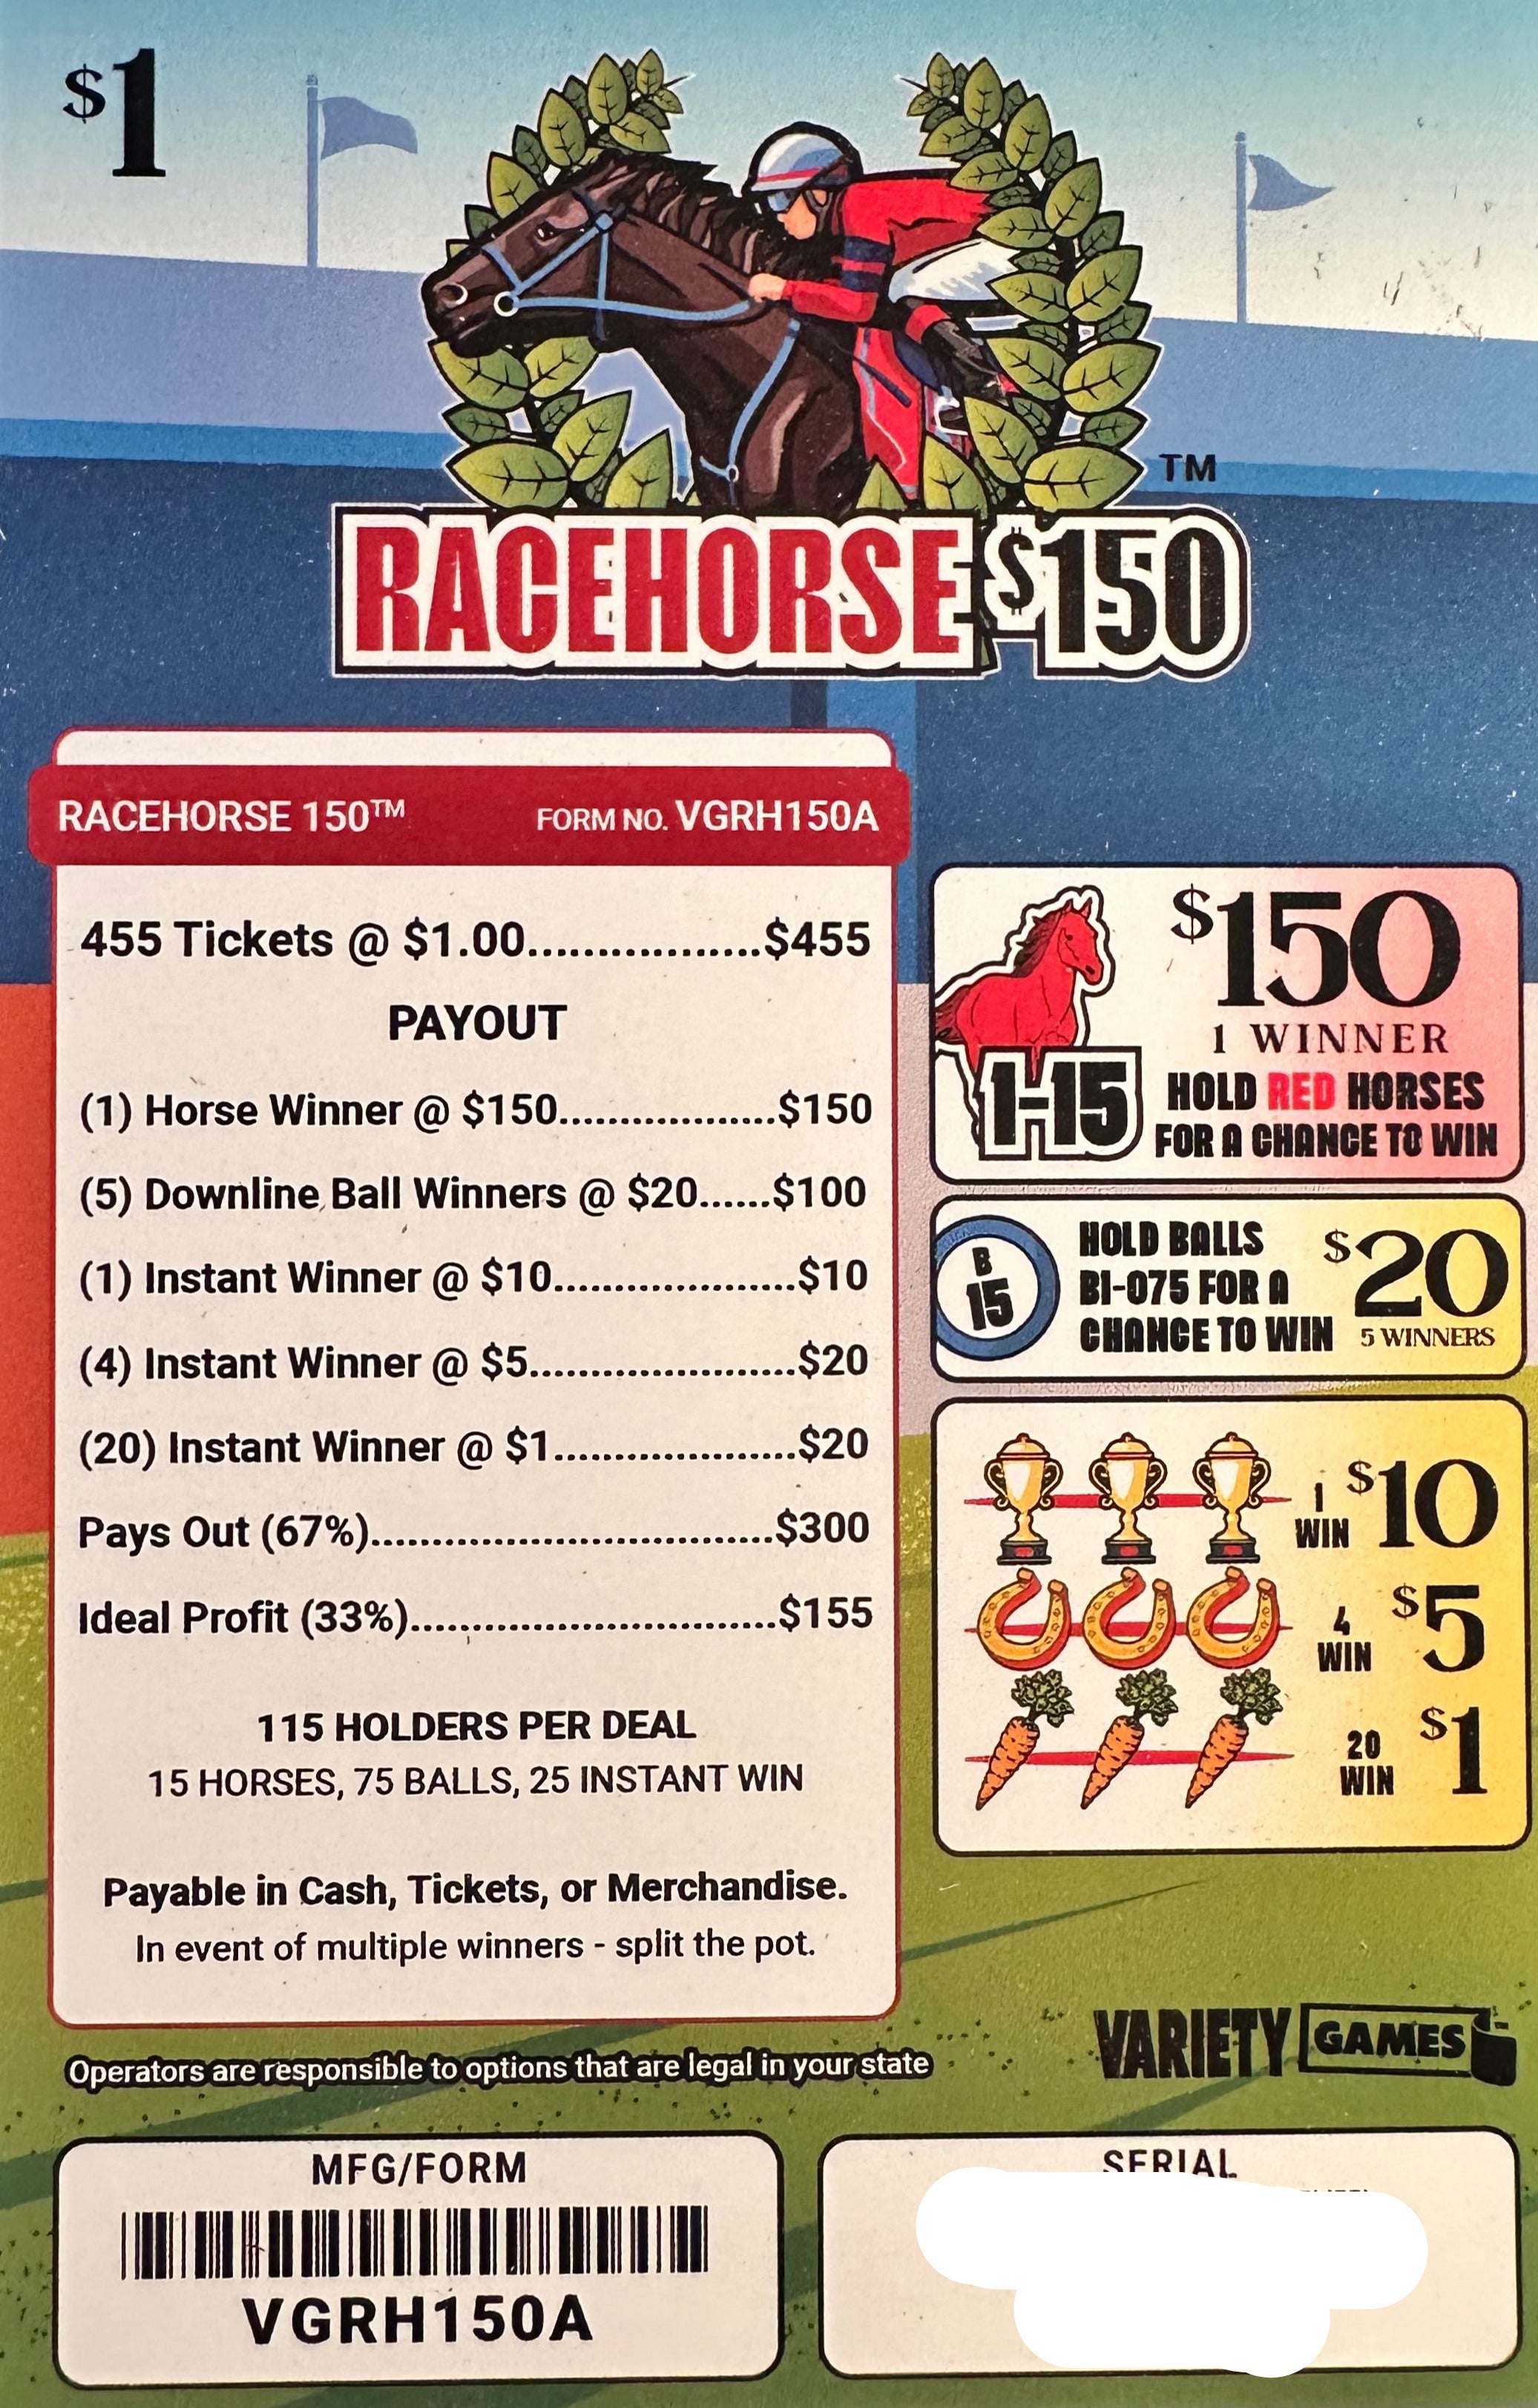 $1
TM
RACEHORSE $150
RACEHORSE 150™ FORM NO. VGRH150A
455 Tickets @ $1.00.................$455
PAYOUT
(1) Horse Winner @ $150..................$150
(5) Downline Ball Winners @ $20......$100
(1) Instant Winner @ $10....................$10
(4) Instant Winner @ $5......................$20
(20) Instant Winner @ $1....................$20
Pays Out (67%).................................$300
Ideal Profit (33%)..............................$155
115 HOLDERS PER DEAL
15 HORSES, 75 BALLS, 25 INSTANT WIN
Payable in Cash, Tickets, or Merchandise.
In event of multiple winners - split the pot.
$150
1 WINNER
1-15
HOLD RED HORSES
FOR A CHANCE TO WIN
B
15
HOLD BALLS
B1-O75 FOR A
CHANCE TO WIN
$20
5 WINNERS
1
WIN
$10
4
WIN
$5
20
WIN
$1
Operators are responsible to options that are legal in your state
VARIETY GAMES
MFG/FORM
VGRH150A
SERIAL